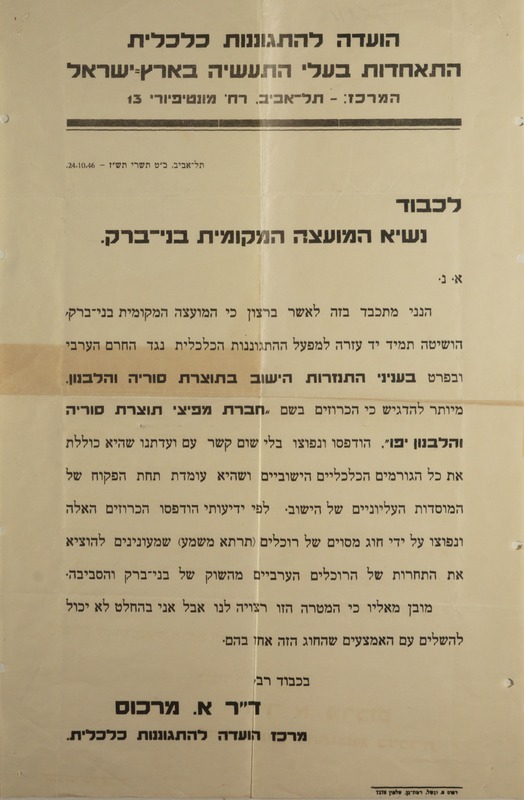 הועדה להתגוננות כלכלית
התאחדות בעלי התעשיה בארץ־ישראל
המרכז: – תל־אביב, רח' מונטיפיורי 13
תל־אביב, כ״ט תשרי תש״ז – 24.10.46.
לכבוד
נשיא המועצה המקומית בני־ברק.
א. נ.
הנני מתכבד בזה לאשר ברצון כי המועצה המקומית בני־ברק,
הושיטה תמיד יד עזרה למפעל ההתגוננות הכלכלית נגד החרם הערבי
ובפרט בעניני התנזרות הישוב בתוצרת סוריה והלבנון.
מיותר להדגיש כי הכרוזים בשם „חברת מפיצי תוצרת סוריה
והלבנון יפו״, הודפסו ונפוצו בלי שום קשר עם ועדתנו שהיא כוללת
את כל הגורמים הכלכליים הישוביים ושהיא עומדת תחת הפקוח של
המוסדות העליוניים של הישוב. לפי ידיעותי הודפסו הכרוזים האלה
ונפוצו על ידי חוג מסוים של רוכלים (תרתא משמע) שמעונינים להוציא
את התחרות של הרוכלים הערביים מהשוק של בני־ברק והסביבה.
מובן מאליו כי המטרה הזו רצויה לנו אבל אני בהחלט לא יכול
להשלים עם האמצעים שהחוג הזה אחז בהם.
בכבוד רב,
ד״ר א. מרכוס
מרכז הועדה להתגוננות כלכלית.
דפוס א. רמת־גן,